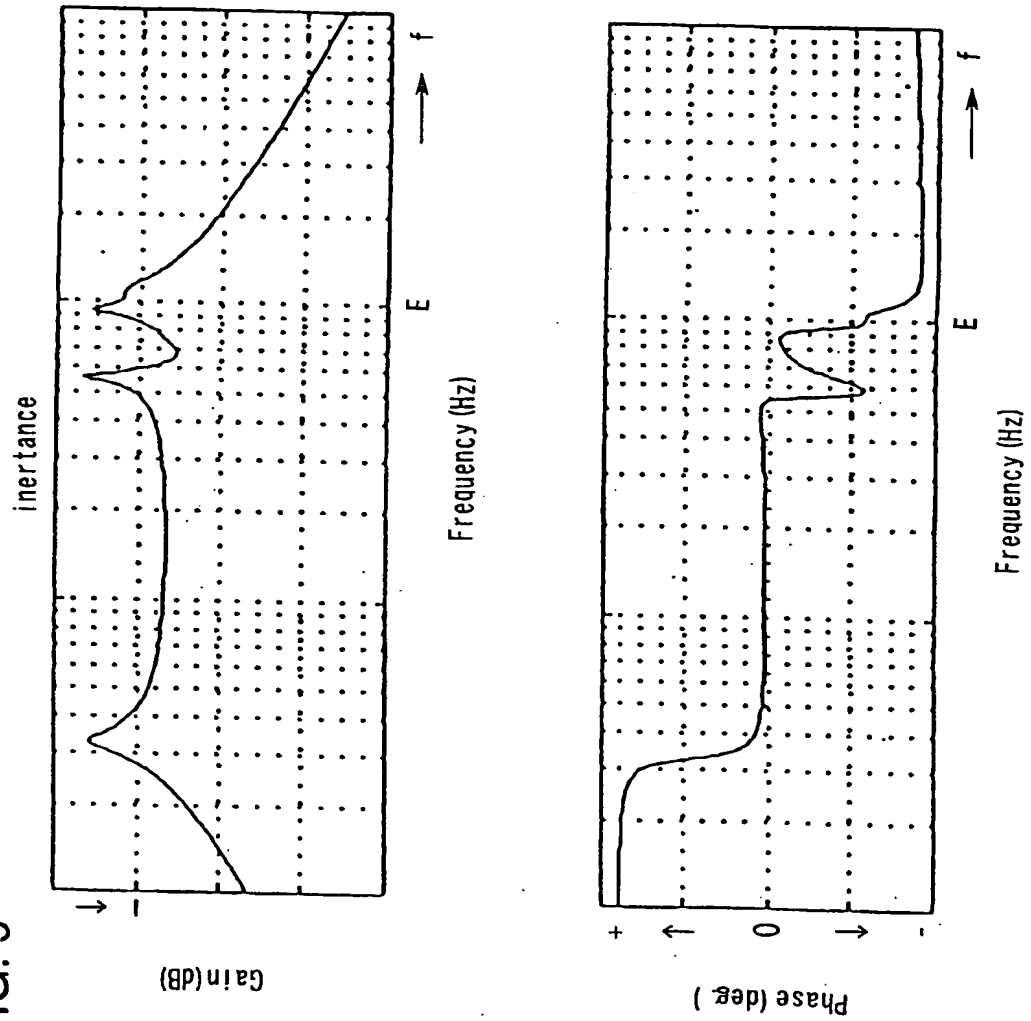 inertance
Gain (dB)
I
E
f
Frequency (Hz)
Phase (deg. )
+
0
-
E
f
Frequency (Hz)